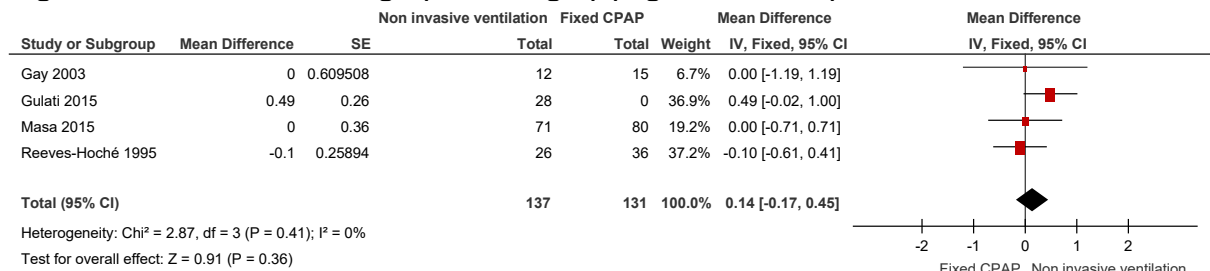 Non invasive ventilation Fixed CPAP Mean Difference Mean Difference
Study or Subgroup Mean Difference SE Total Total Weight IV, Fixed, 95% CI IV, Fixed, 95% CI
Gay 2003 0 0.609508 12 15 6.7% 0.00 [-1.19, 1.19]
Gulati 2015 0.49 0.26 28 0 36.9% 0.49 [-0.02, 1.00]
Masa 2015 0 0.36 71 80 19.2% 0.00 [-0.71, 0.71]
Reeves-Hoché 1995 -0.1 0.25894 26 36 37.2% -0.10 [-0.61, 0.41]
Total (95% CI) 137 131 100.0% 0.14 [-0.17, 0.45]
Heterogeneity: Chi² = 2.87, df = 3 (P = 0.41); I² = 0%
Test for overall effect: Z = 0.91 (P = 0.36)
-2 -1 0 1 2
Fixed CPAP Non invasive ventilation